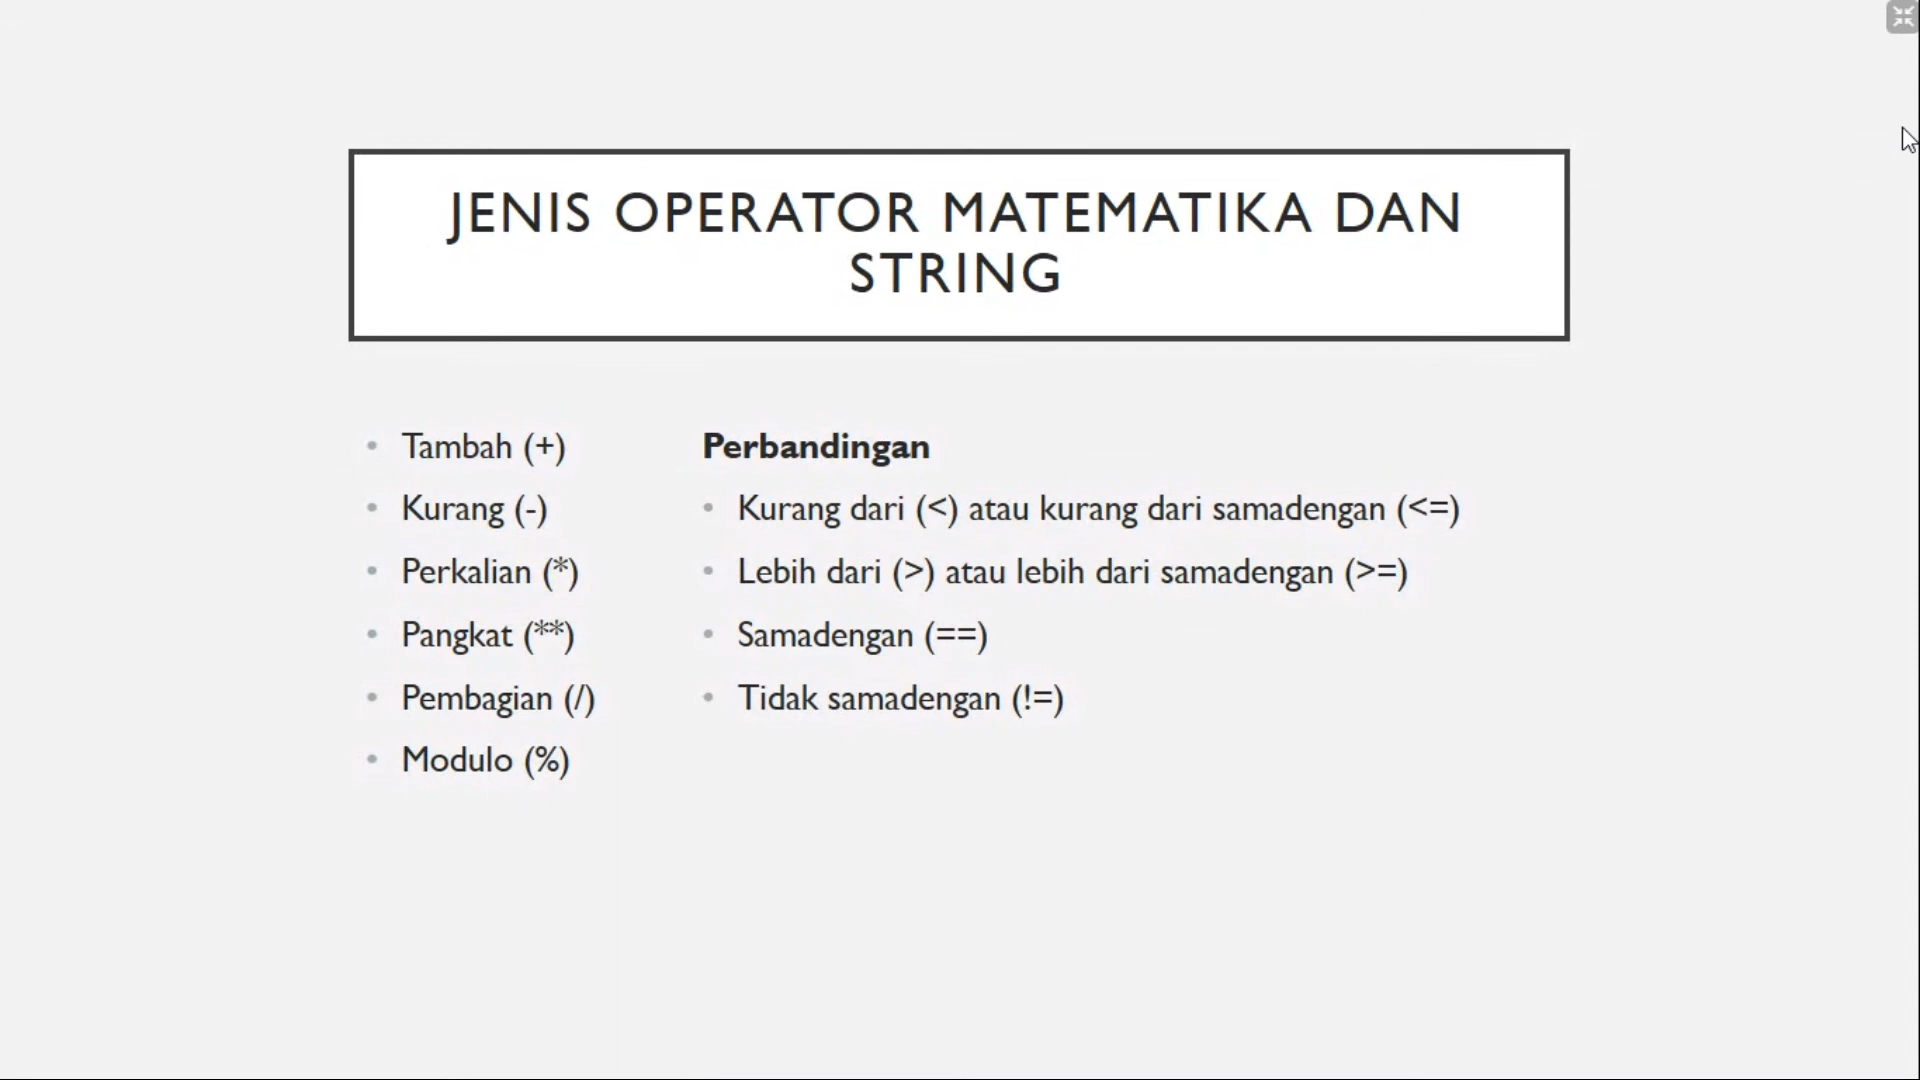 JENIS OPERATOR MATEMATIKA DAN
STRING
• Tambah (+)
• Kurang (-)
• Perkalian (*)
• Pangkat (**)
• Pembagian (/)
• Modulo (%)
Perbandingan
• Kurang dari (<) atau kurang dari samadengan (<=)
• Lebih dari (>) atau lebih dari samadengan (>=)
• Samadengan (==)
• Tidak samadengan (!=)